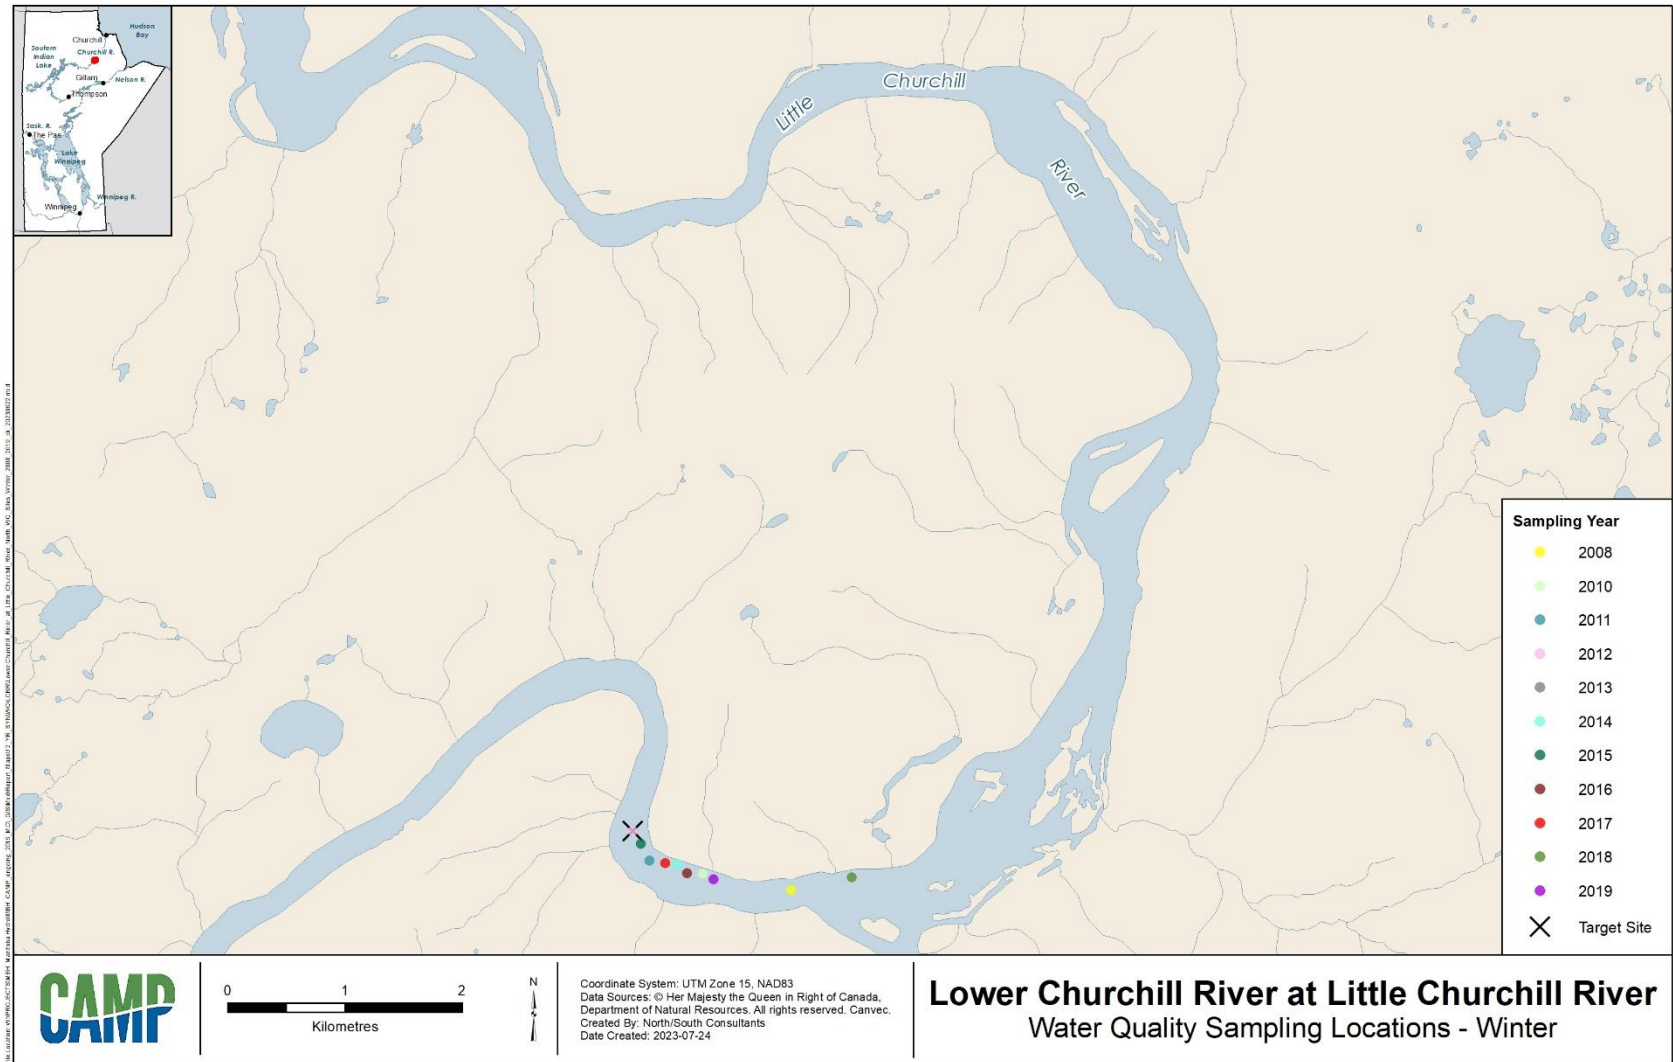 Hudson
Bay
Churchill
Churchill R.
Southern
Indian
Lake
Gillam
Nelson R.
Thompson
Sask. R.
The Pas
Lake
Winnipeg
Winnipeg R.
Winnipeg
Little
Churchill
River
Sampling Year
2008
2010
2011
2012
2013
2014
2015
2016
2017
2018
2019
Target Site
CAMP
0 1 2
Kilometres
N
Coordinate System: UTM Zone 15, NAD83
Data Sources: © Her Majesty the Queen in Right of Canada,
Department of Natural Resources. All rights reserved. Canvec.
Created By: North/South Consultants
Date Created: 2023-07-24
Lower Churchill River at Little Churchill River
Water Quality Sampling Locations - Winter